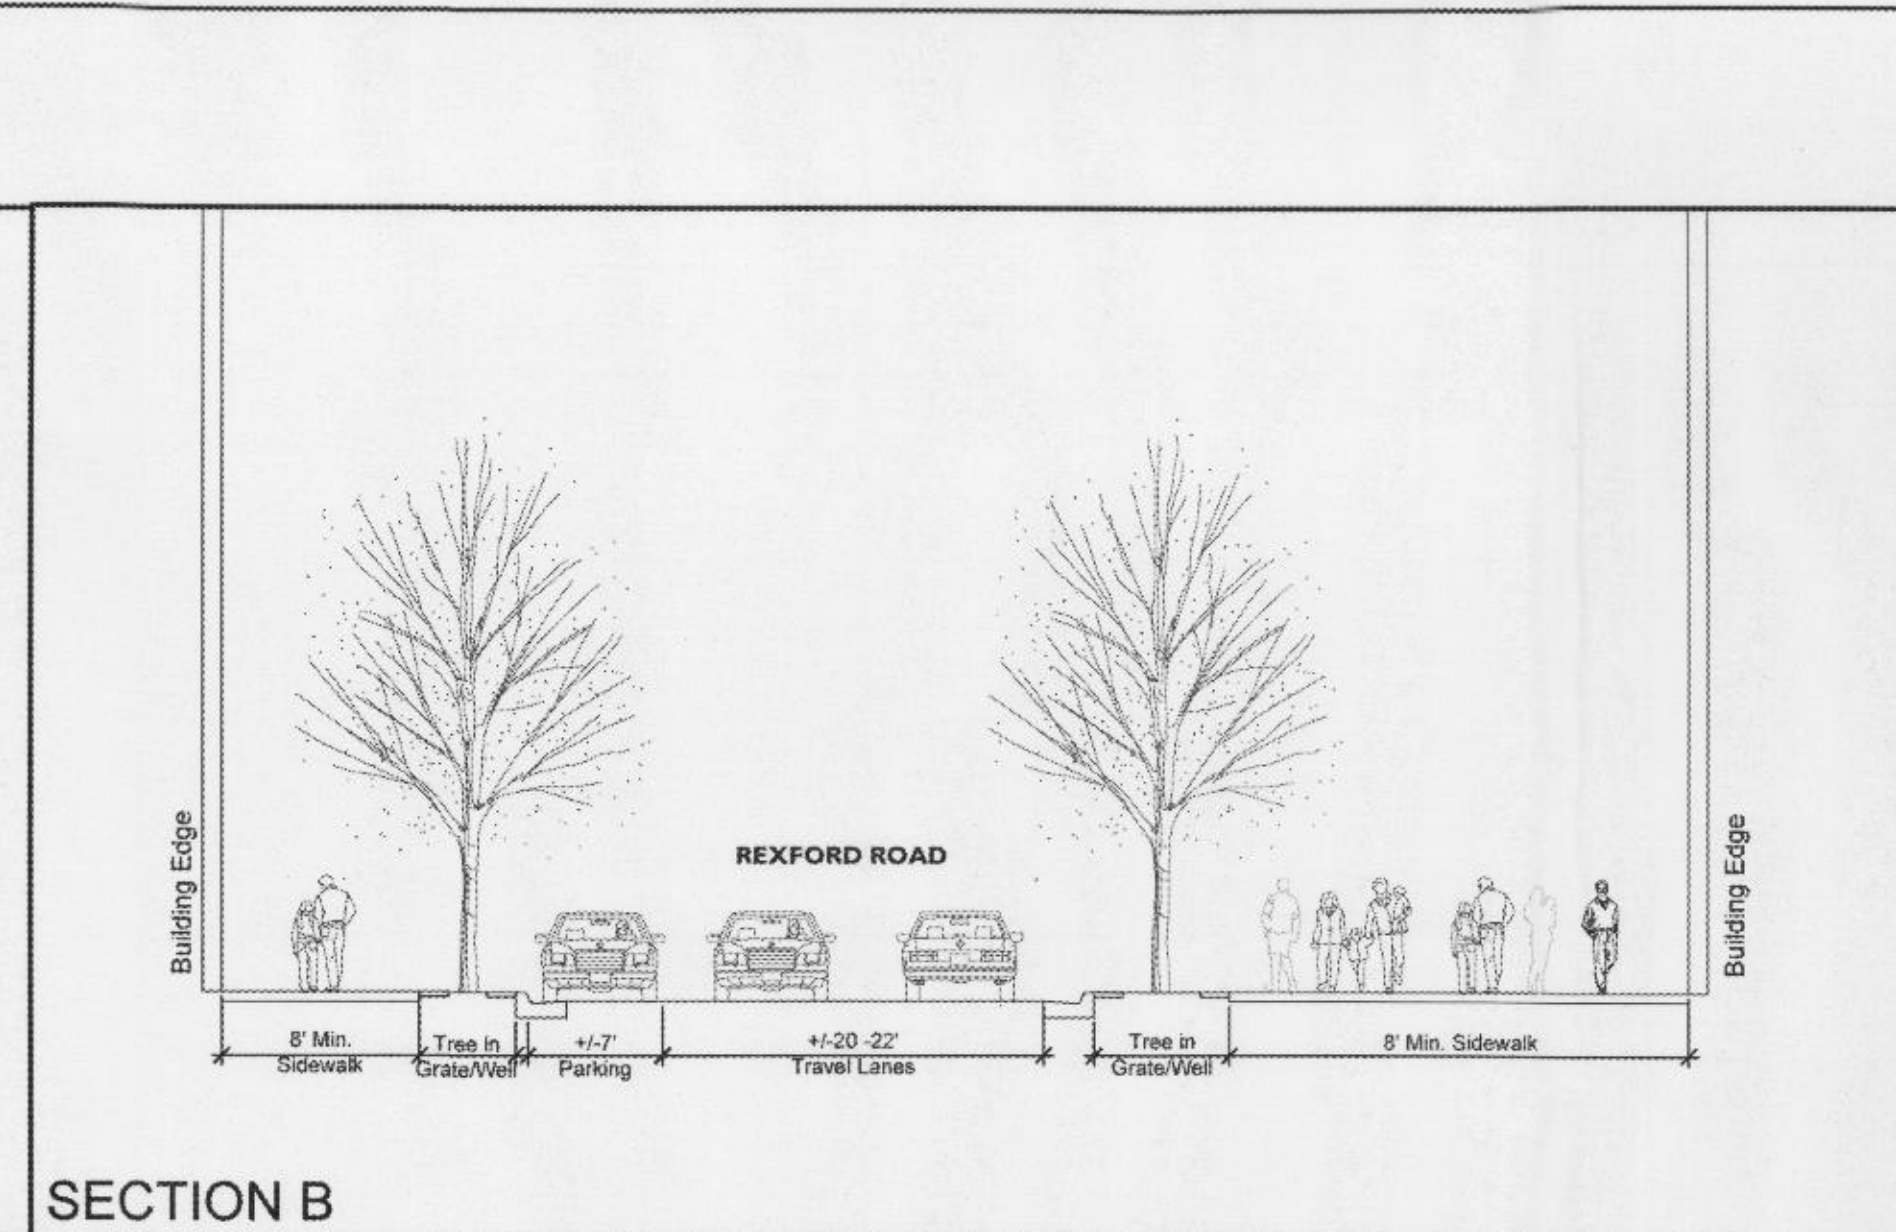 REXFORD ROAD
Building Edge
Building Edge
8' Min.
Sidewalk
Tree in
Grate/Well
+/-7'
Parking
+/-20 -22'
Travel Lanes
Tree in
Grate/Well
8' Min. Sidewalk
SECTION B